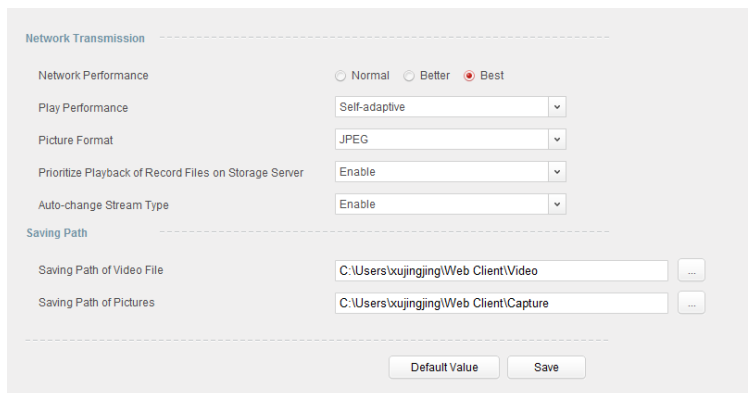 Network Transmission
Network Performance Normal Better Best
Play Performance Self-adaptive
Picture Format JPEG
Prioritize Playback of Record Files on Storage Server Enable
Auto-change Stream Type Enable
Saving Path
Saving Path of Video File C:\Users\xujingjing\Web Client\Video ...
Saving Path of Pictures C:\Users\xujingjing\Web Client\Capture ...
Default Value Save